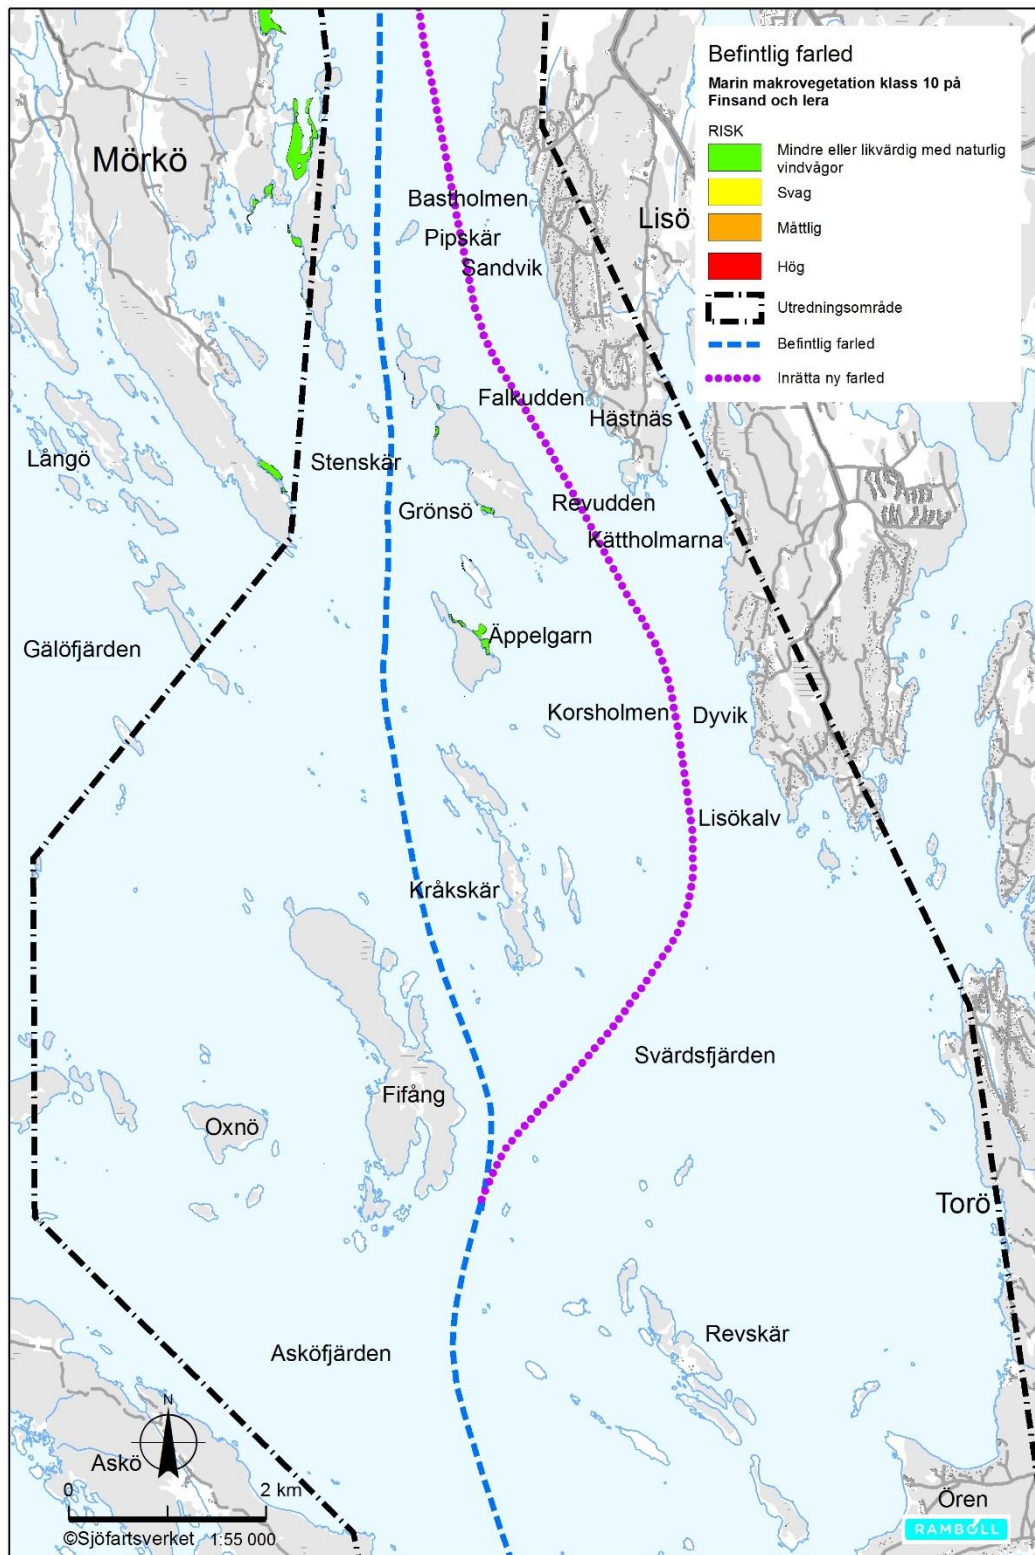 Befintlig farled
Marin makrovegetation klass 10 på
Finsand och lera
RISK
Mindre eller likvärdig med naturlig
vindvågor
Svag
Måttlig
Hög
Utredningsområde
Befintlig farled
Inrätta ny farled
Mörkö
Bastholmen
Lisö
Pipskär
Sandvik
Falkudden
Hästnäs
Långö
Stenskär
Grönsö
Revudden
Kättholmarna
Gälöfjärden
Äppelgarn
Korsholmen
Dyvik
Lisökalv
Kråkskär
Svärdsfjärden
Fifång
Oxnö
Torö
Revskär
Asköfjärden
N
Askö
0 2 km
©Sjöfartsverket 1:55 000
Ören
RAMBOLL